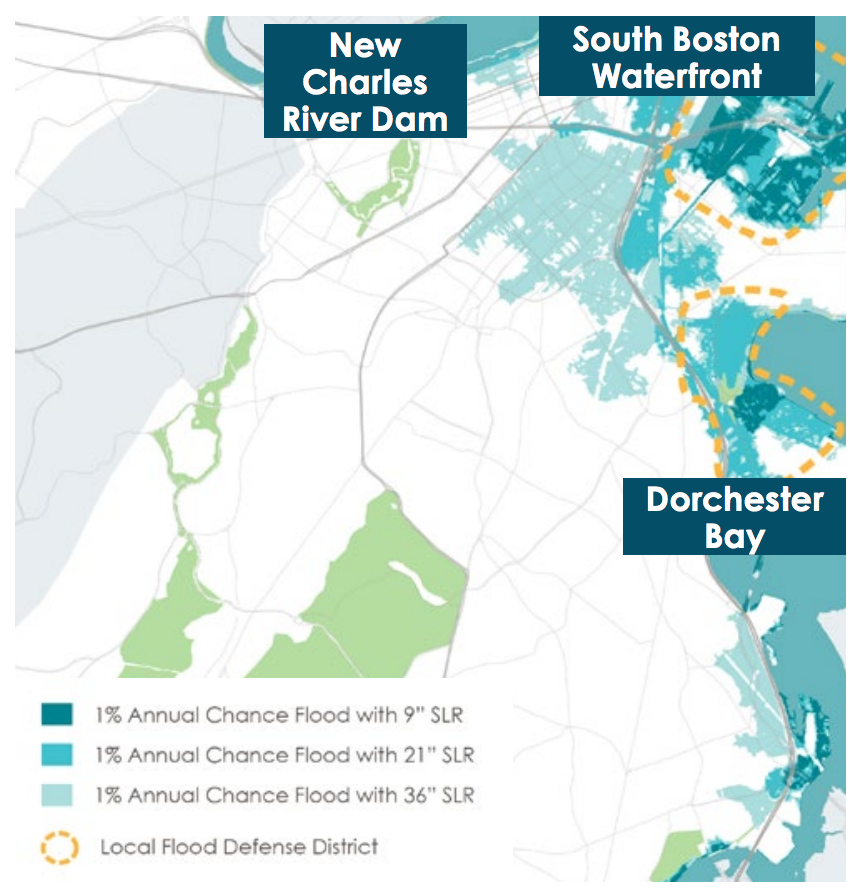 New
Charles
River Dam
South Boston
Waterfront
Dorchester
Bay
1% Annual Chance Flood with 9” SLR
1% Annual Chance Flood with 21” SLR
1% Annual Chance Flood with 36” SLR
Local Flood Defense District